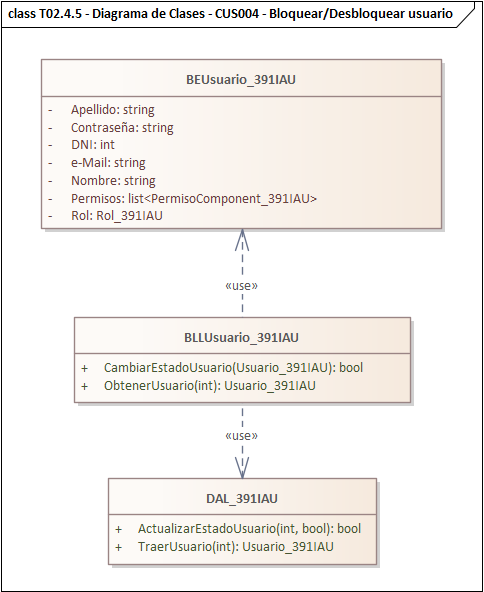 class T02.4.5 - Diagrama de Clases - CUS004 - Bloquear/Desbloquear usuario
BEUsuario_391IAU
- Apellido: string
- Contraseña: string
- DNI: int
- e-Mail: string
- Nombre: string
- Permisos: list<PermisoComponent_391IAU>
- Rol: Rol_391IAU
«use»
BLLUsuario_391IAU
+ CambiarEstadoUsuario(Usuario_391IAU): bool
+ ObtenerUsuario(int): Usuario_391IAU
«use»
DAL_391IAU
+ ActualizarEstadoUsuario(int, bool): bool
+ TraerUsuario(int): Usuario_391IAU